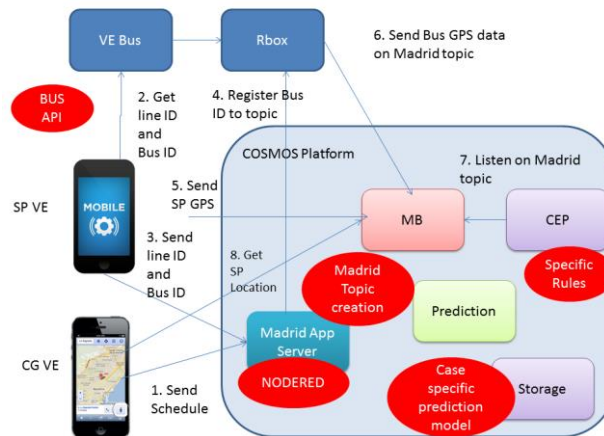 VE Bus
Rbox
6. Send Bus GPS data
on Madrid topic
BUS
API
2. Get
line ID
and
Bus ID
4. Register Bus
ID to topic
COSMOS Platform
7. Listen on Madrid
topic
SP VE
MOBILE
5. Send
SP GPS
MB
CEP
3. Send
line ID
and
Bus ID
8. Get
SP
Location
Madrid
Topic
creation
Specific
Rules
Prediction
Madrid App
Server
NODERED
CG VE
1. Send
Schedule
Case
specific
prediction
model
Storage